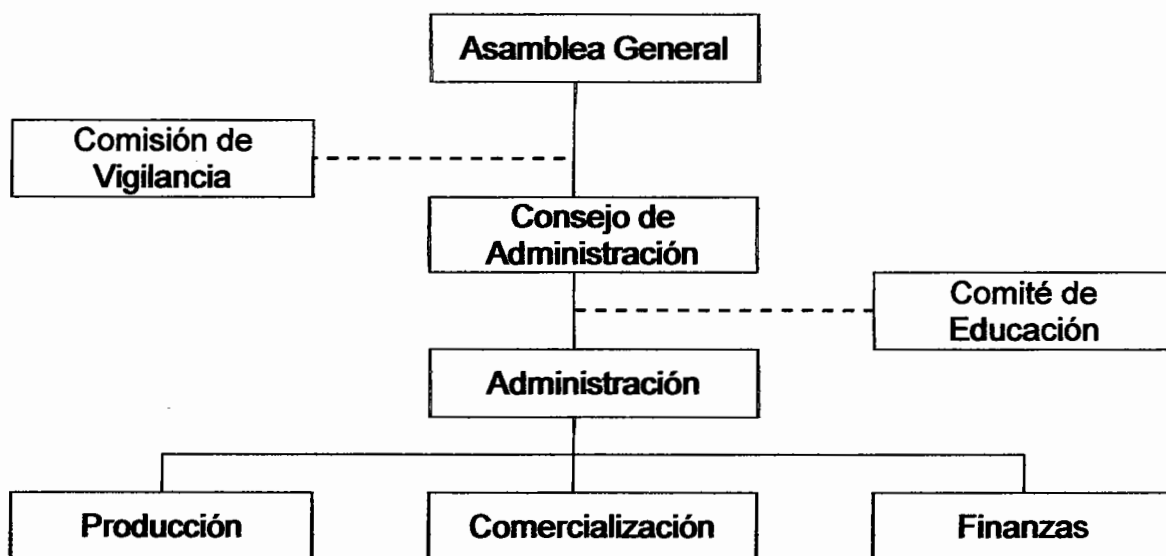 Asamblea General
Comisión de
Vigilancia
Consejo de
Administración
Comité de
Educación
Administración
Producción
Comercialización
Finanzas